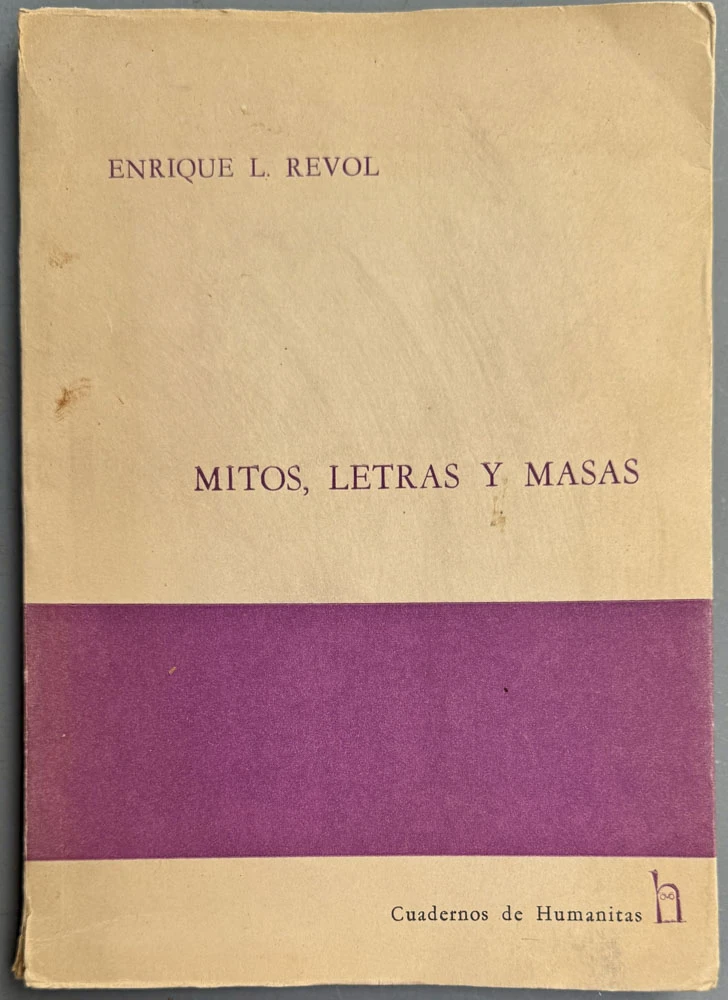 ENRIQUE L. REVOL
MITOS, LETRAS Y MASAS
Cuadernos de Humanitas h